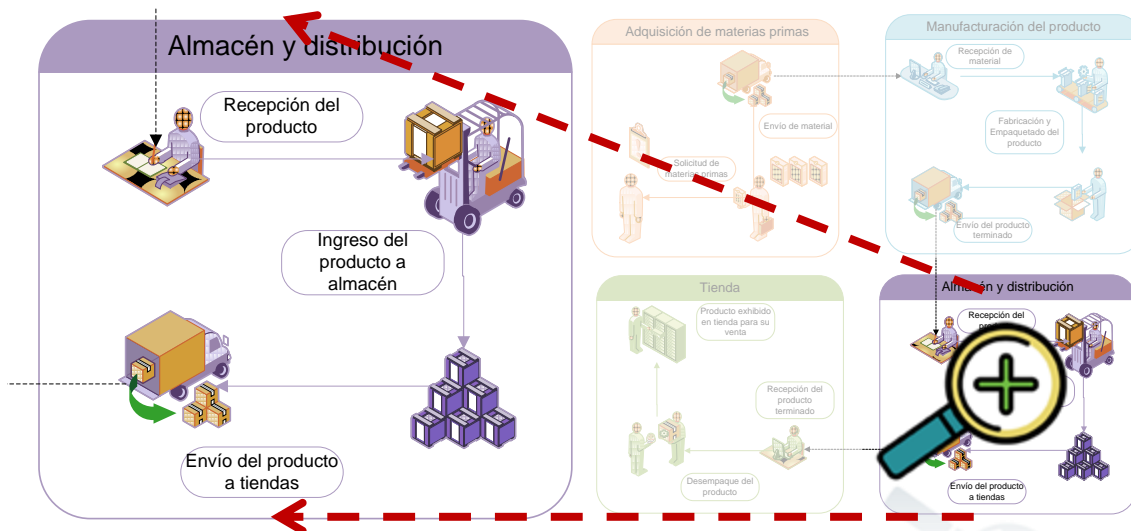 Almacén y distribución
Recepción del
producto
Ingreso del
producto a
almacén
Envío del producto
a tiendas
Adquisición de materias primas
Envío de material
Solicitud de
materias primas
Manufacturación del producto
Recepción de
material
Fabricación y
Empaquetado del
producto
Envío del producto
terminado
Tienda
Producto exhibido
en tienda para su
venta
Recepción del
producto
terminado
Desempaque del
producto
Almacén y distribución
Recepción del
Envío del producto
a tiendas